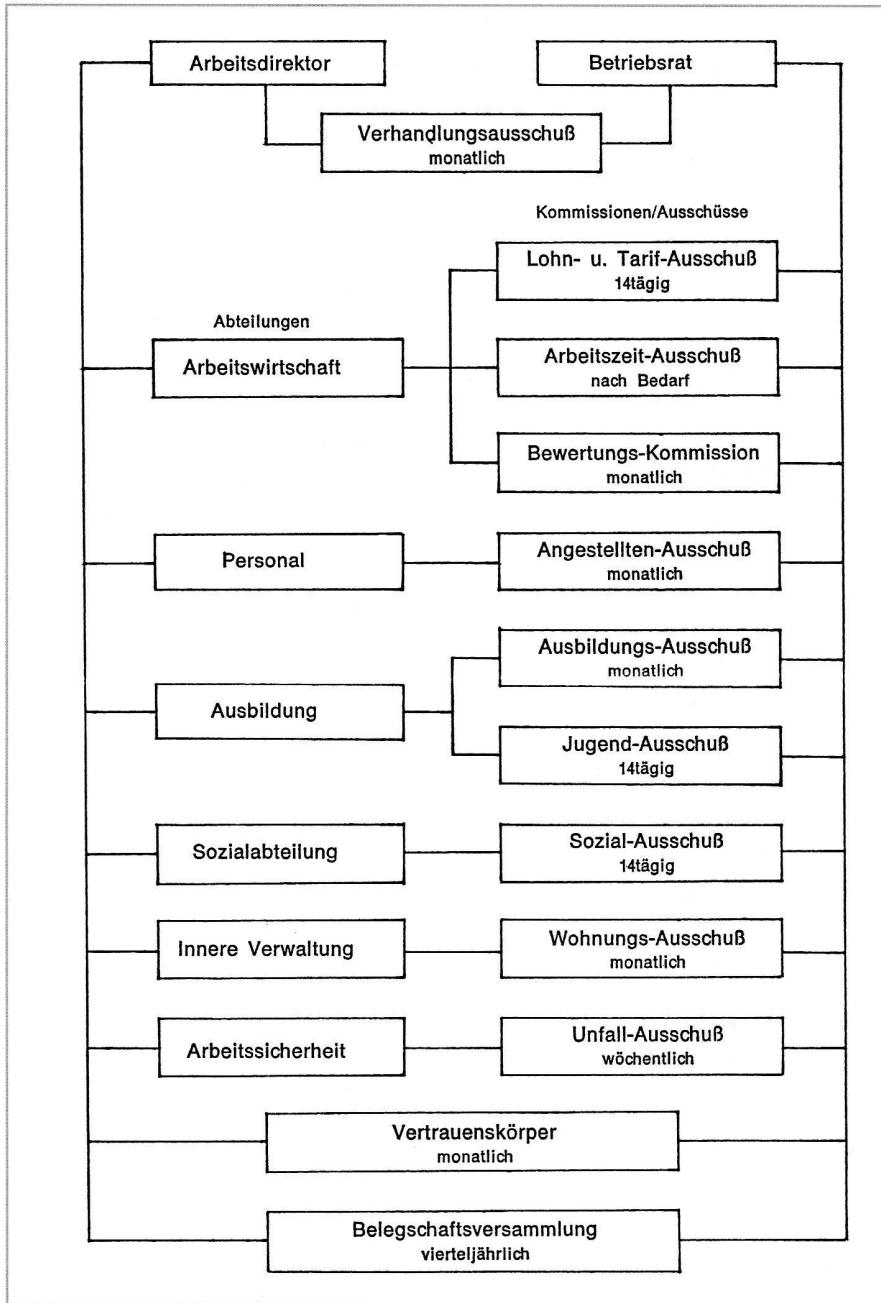 Arbeitsdirektor
Betriebsrat
Verhandlungsausschuß
monatlich
Kommissionen/Ausschüsse
Lohn- u. Tarif-Ausschuß
14tägig
Abteilungen
Arbeitswirtschaft
Arbeitszeit-Ausschuß
nach Bedarf
Bewertungs-Kommission
monatlich
Personal
Angestellten-Ausschuß
monatlich
Ausbildung
Ausbildungs-Ausschuß
monatlich
Jugend-Ausschuß
14tägig
Sozialabteilung
Sozial-Ausschuß
14tägig
Innere Verwaltung
Wohnungs-Ausschuß
monatlich
Arbeitssicherheit
Unfall-Ausschuß
wöchentlich
Vertrauenskörper
monatlich
Belegschaftsversammlung
vierteljährlich